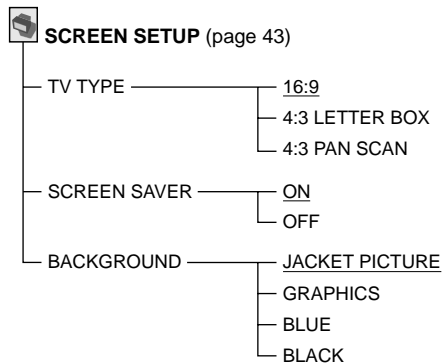 SCREEN SETUP (page 43)
TV TYPE 16:9
4:3 LETTER BOX
4:3 PAN SCAN
SCREEN SAVER ON
OFF
BACKGROUND JACKET PICTURE
GRAPHICS
BLUE
BLACK